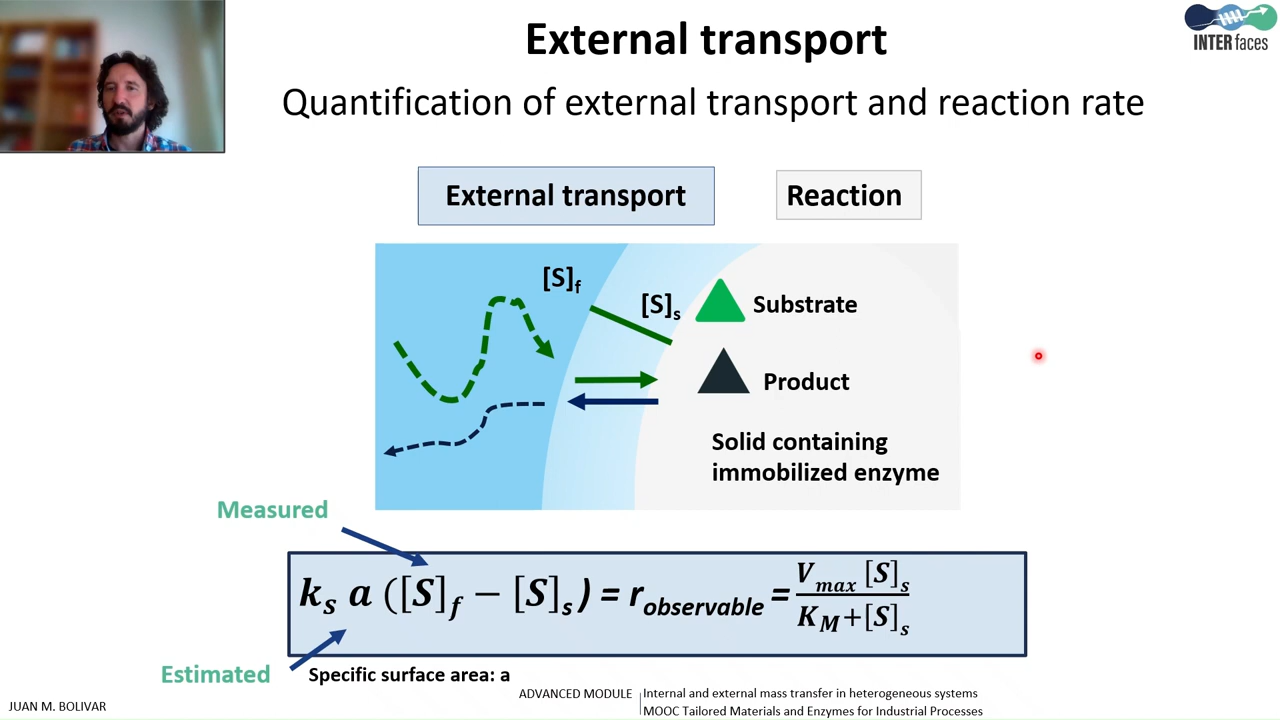 External transport
INTERfaces
Quantification of external transport and reaction rate
External transport
Reaction
[S]f
[S]s
Substrate
Product
Solid containing
immobilized enzyme
Measured
ks a ([S]f − [S]s) = robservable = Vmax [S]s / KM+[S]s
Estimated
Specific surface area: a
JUAN M. BOLIVAR
ADVANCED MODULE
Internal and external mass transfer in heterogeneous systems
MOOC Tailored Materials and Enzymes for Industrial Processes